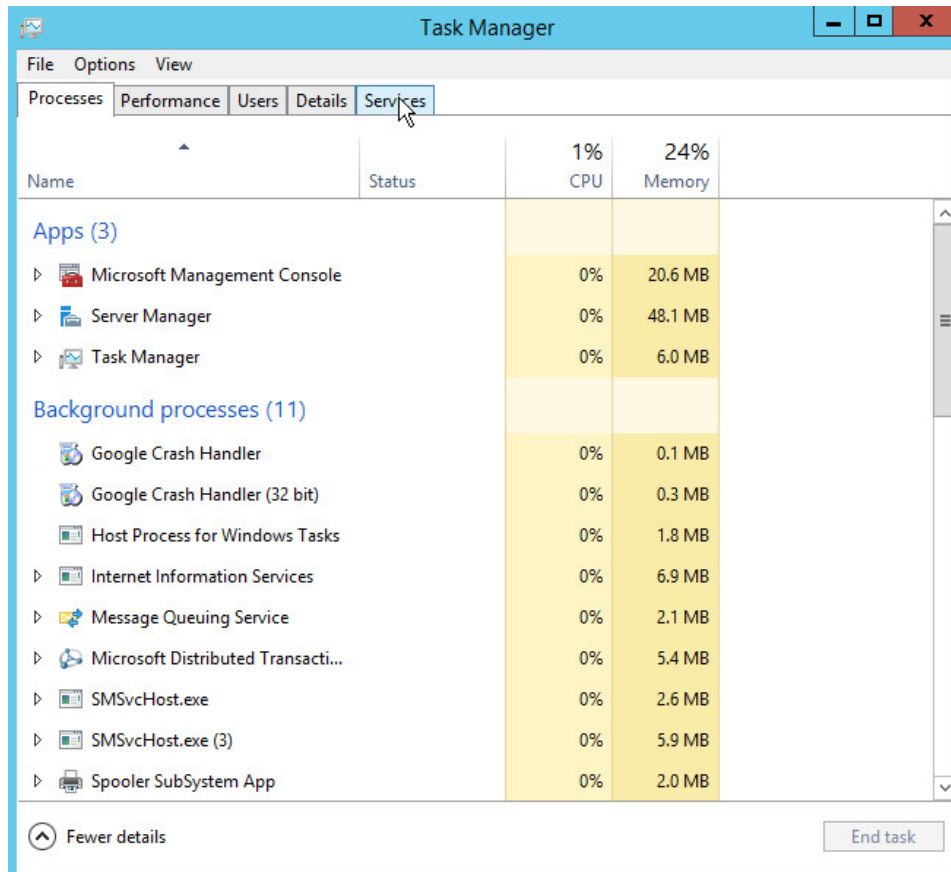 Task Manager
File Options View
Processes Performance Users Details Services
1% 24%
Name Status CPU Memory
Apps (3)
Microsoft Management Console 0% 20.6 MB
Server Manager 0% 48.1 MB
Task Manager 0% 6.0 MB
Background processes (11)
Google Crash Handler 0% 0.1 MB
Google Crash Handler (32 bit) 0% 0.3 MB
Host Process for Windows Tasks 0% 1.8 MB
Internet Information Services 0% 6.9 MB
Message Queuing Service 0% 2.1 MB
Microsoft Distributed Transacti... 0% 5.4 MB
SMSvcHost.exe 0% 2.6 MB
SMSvcHost.exe (3) 0% 5.9 MB
Spooler SubSystem App 0% 2.0 MB
Fewer details End task